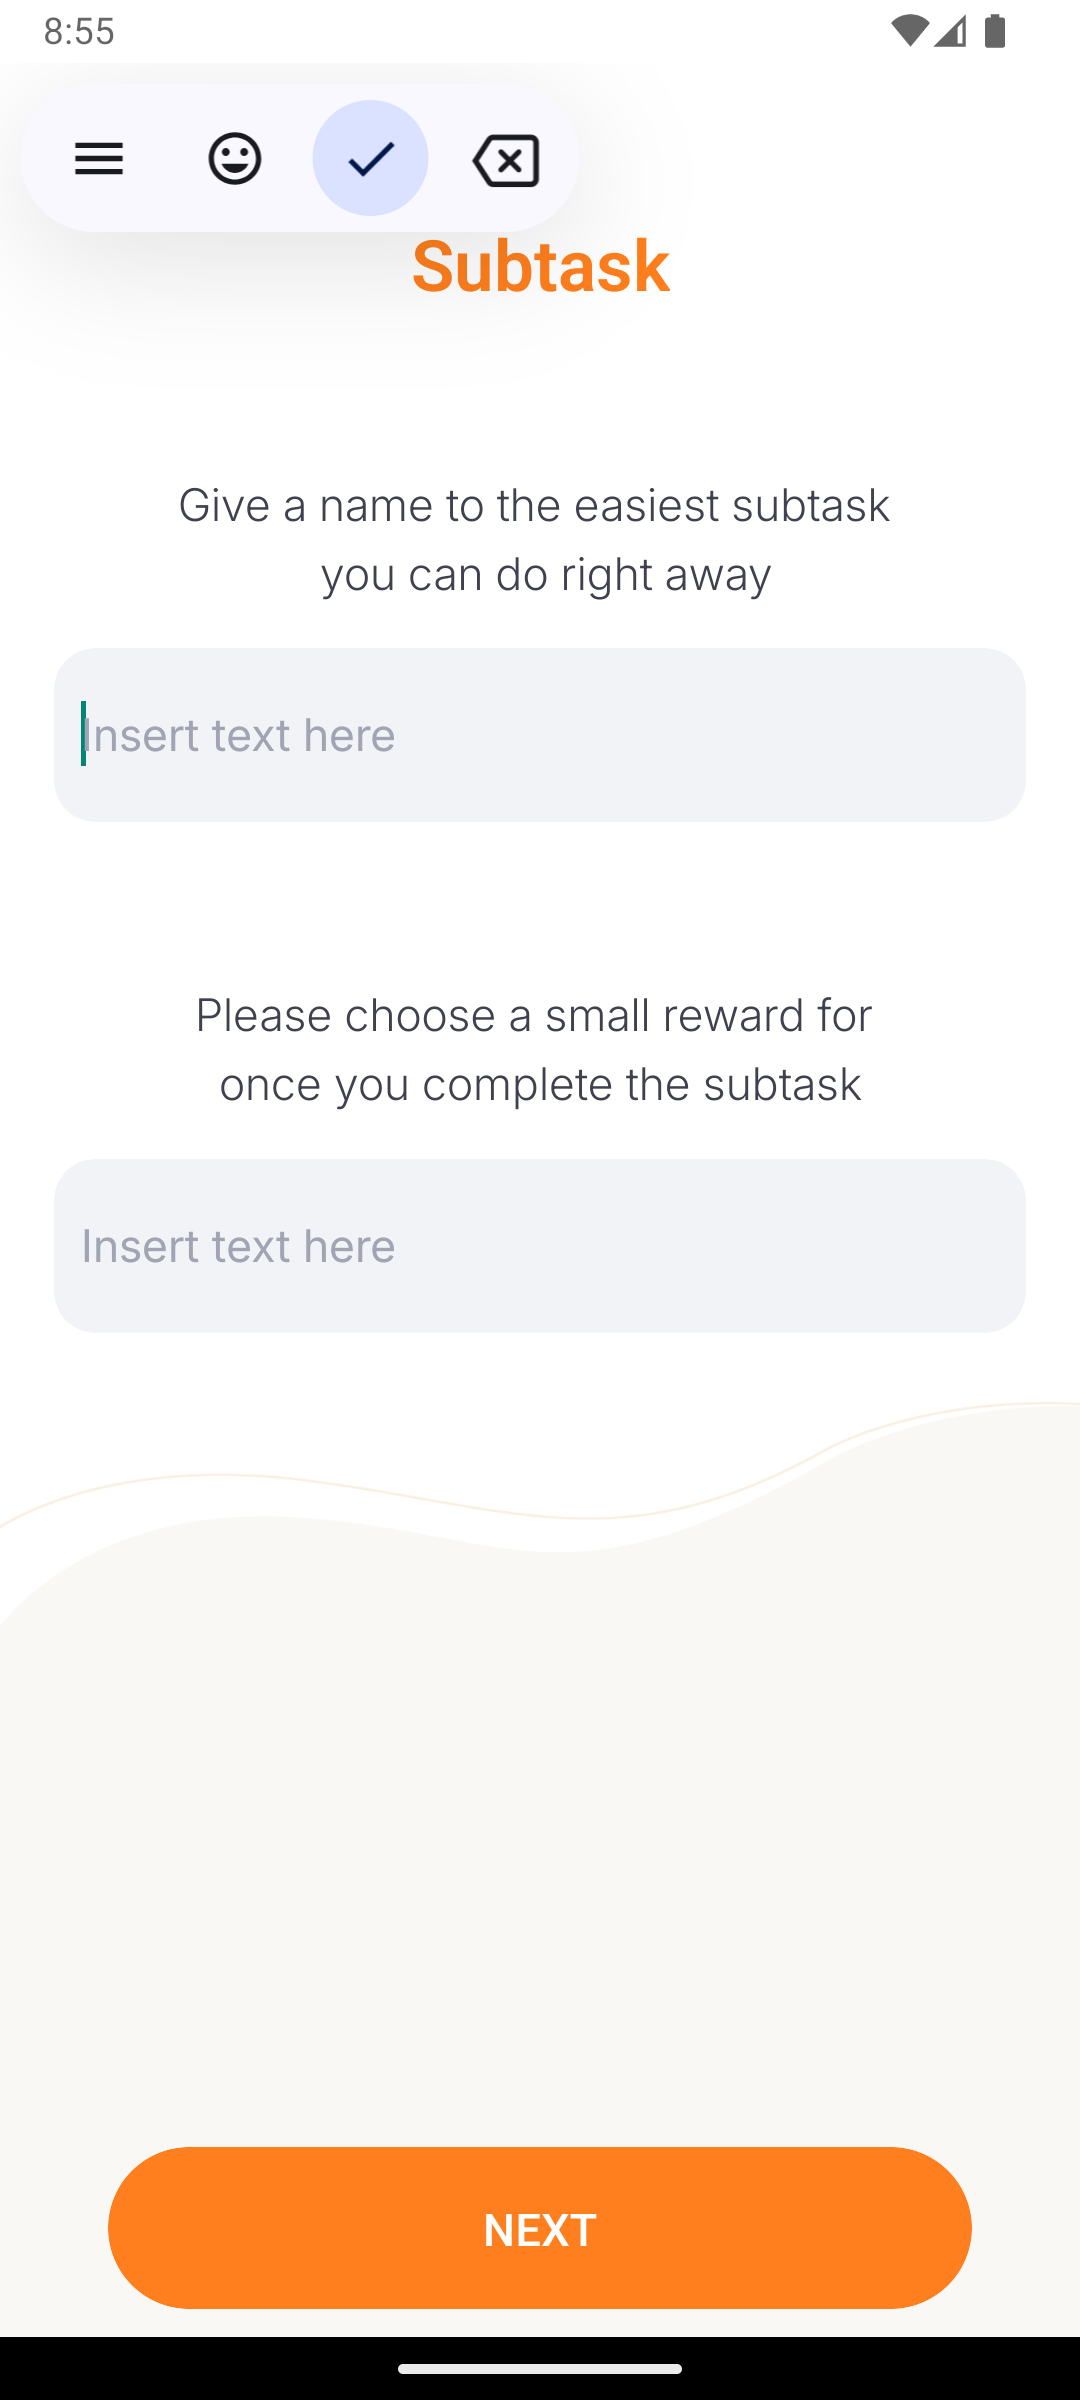 8:55
Subtask
Give a name to the easiest subtask
you can do right away
Insert text here
Please choose a small reward for
once you complete the subtask
Insert text here
NEXT